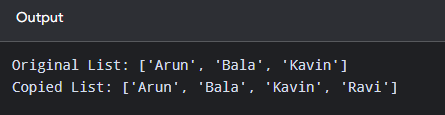 Output
Original List: ['Arun', 'Bala', 'Kavin']
Copied List: ['Arun', 'Bala', 'Kavin', 'Ravi']